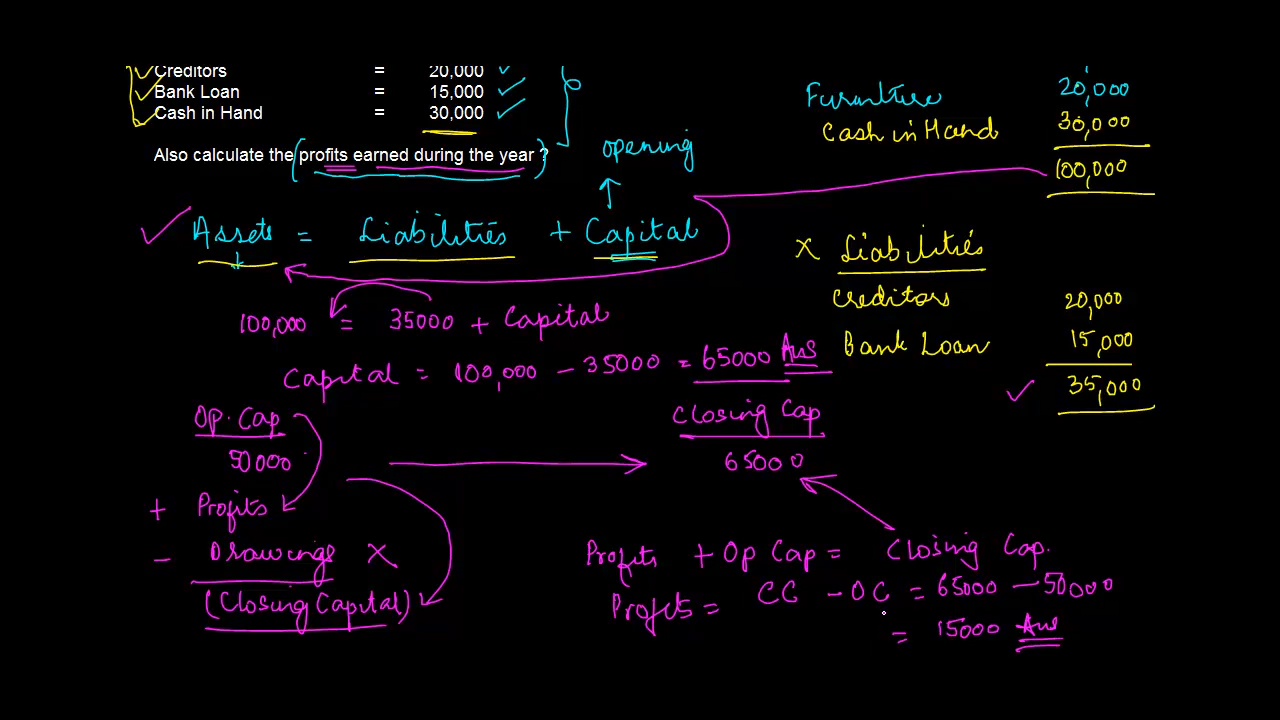 Creditors = 20,000
Bank Loan = 15,000
Cash in Hand = 30,000
Also calculate the profits earned during the year ?
opening
Furniture 20,000
Cash in Hand 30,000
100,000
Assets = Liabilities + Capital
X Liabilities
Creditors 20,000
Bank Loan 15,000
35,000
100,000 = 35000 + Capital
Capital = 100,000 - 35000 = 65000 Ans
Op. Cap
50000
+ Profits
- Drawings X
(Closing Capital)
Closing Cap
65000
Profits + Op Cap = Closing Cap.
Profits = CC - OC = 65000 - 50000
= 15000 Ans